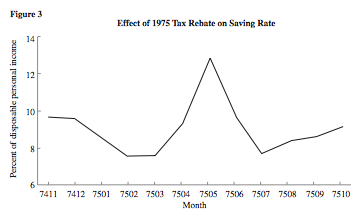 Figure 3
Effect of 1975 Tax Rebate on Saving Rate
Percent of disposable personal income
14
12
10
8
6
7411 7412 7501 7502 7503 7504 7505 7506 7507 7508 7509 7510
Month